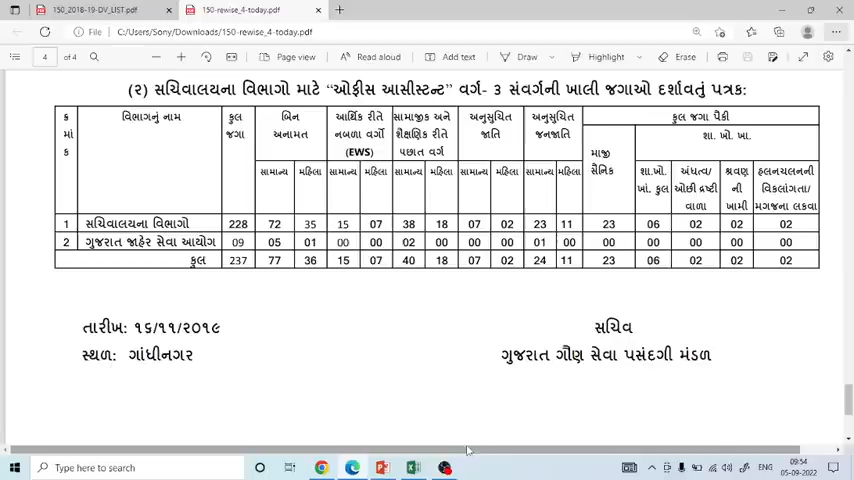 150_2018-19-DV_LIST.pdf
150-rewise_4-today.pdf
File C:/Users/Sony/Downloads/150-rewise_4-today.pdf
4 of 4 Page view Read aloud Add text Draw Highlight Erase
(૨) સચિવાલયના વિભાગો માટે “ઓફીસ આસીસ્ટન્ટ” વર્ગ- ૩ સંવર્ગની ખાલી જગાઓ દર્શાવતું પત્રક:
ક્ર માં ક વિભાગનું નામ કુલ જગા બિન અનામત આર્થિક રીતે નબળા વર્ગો (EWS) સામાજીક અને શૈક્ષણિક રીતે પછાત વર્ગ અનુસુચિત જાતિ અનુસુચિત જનજાતિ કુલ જગા પૈકી
માજી સૈનિક શા. ખો. ખા.
સામાન્ય મહિલા સામાન્ય મહિલા સામાન્ય મહિલા સામાન્ય મહિલા સામાન્ય મહિલા શા.ખો. ખાં. કુલ અંધત્વ/ ઓછી દ્રષ્ટી વાળા શ્રવણ ની ખામી હલનચલનની વિકલાંગતા/ મગજના લકવા
1 સચિવાલયના વિભાગો 228 72 35 15 07 38 18 07 02 23 11 23 06 02 02 02
2 ગુજરાત જાહેર સેવા આયોગ 09 05 01 00 00 02 00 00 00 01 00 00 00 00 00 00
કુલ 237 77 36 15 07 40 18 07 02 24 11 23 06 02 02 02
તારીખ: ૧૬/૧૧/૨૦૧૯ સચિવ
સ્થળ: ગાંધીનગર ગુજરાત ગૌણ સેવા પસંદગી મંડળ
Type here to search ENG 09:54
05-09-2022